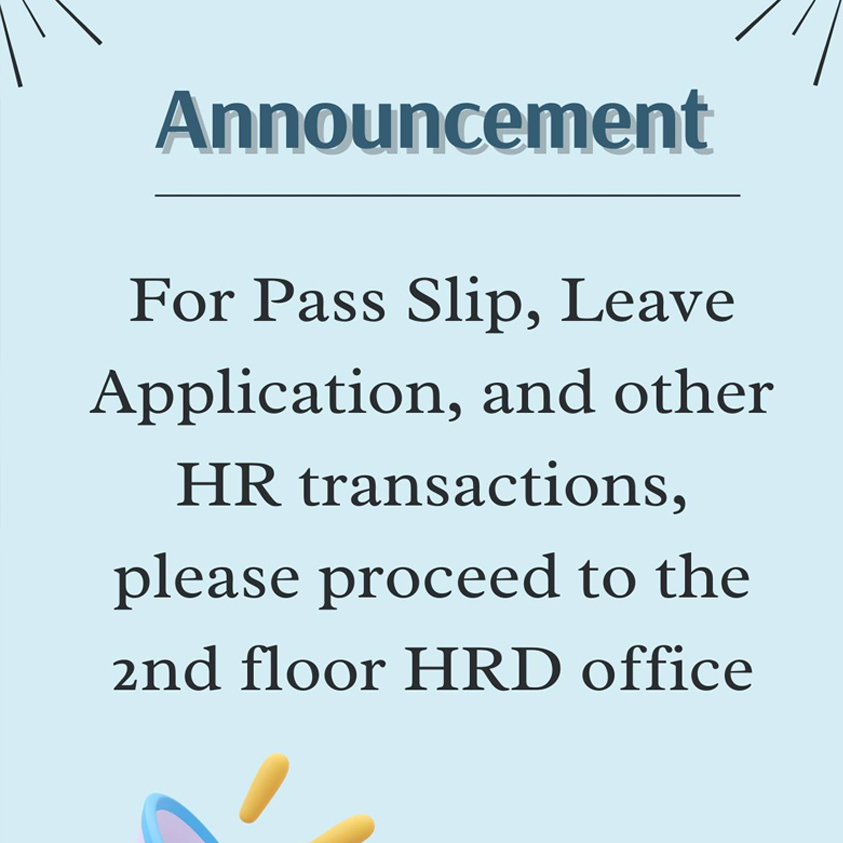 Announcement
For Pass Slip, Leave
Application, and other
HR transactions,
please proceed to the
2nd floor HRD office